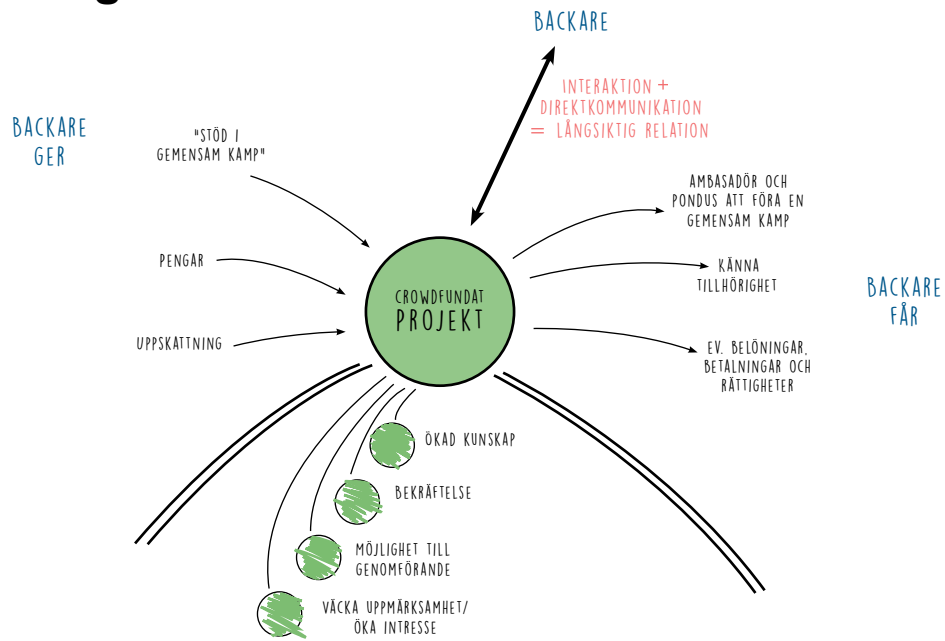 BACKARE
INTERAKTION +
DIREKTKOMMUNIKATION
= LÅNGSIKTIG RELATION
BACKARE
GER
"STÖD I
GEMENSAM KAMP"
PENGAR
UPPSKATTNING
CROWDFUNDAT
PROJEKT
AMBASADÖR OCH
PONDUS ATT FÖRA EN
GEMENSAM KAMP
KÄNNA
TILLHÖRIGHET
EV. BELÖNINGAR,
BETALNINGAR OCH
RÄTTIGHETER
BACKARE
FÅR
ÖKAD KUNSKAP
BEKRÄFTELSE
MÖJLIGHET TILL
GENOMFÖRANDE
VÄCKA UPPMÄRKSAMHET/
ÖKA INTRESSE